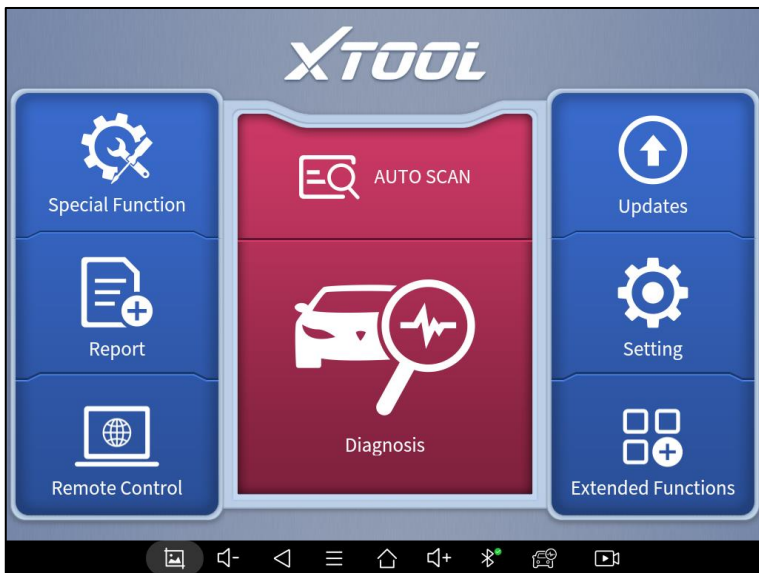 XTOOL
Special Function
AUTO SCAN
Updates
Report
Diagnosis
Setting
Remote Control
Extended Functions